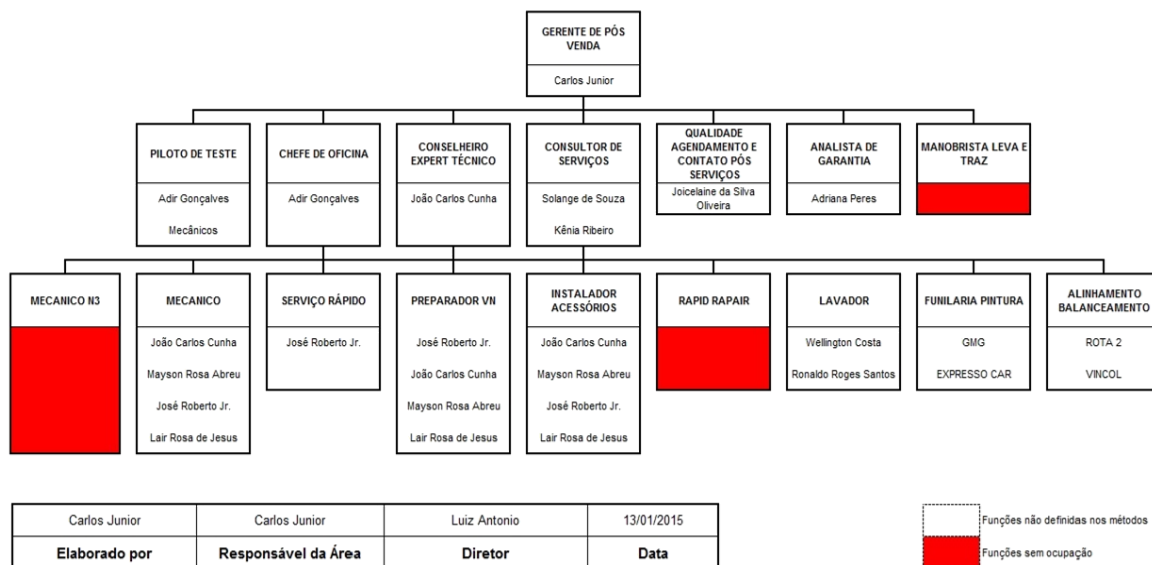 GERENTE DE PÓS
VENDA
Carlos Junior
PILOTO DE TESTE
Adir Gonçalves
Mecânicos
CHEFE DE OFICINA
Adir Gonçalves
CONSELHEIRO
EXPERT TÉCNICO
João Carlos Cunha
CONSULTOR DE
SERVIÇOS
Solange de Souza
Kênia Ribeiro
QUALIDADE
AGENDAMENTO E
CONTATO PÓS
SERVIÇOS
Joicelaine da Silva
Oliveira
ANALISTA DE
GARANTIA
Adriana Peres
MANOBRISTA LEVA E
TRAZ
MECANICO N3
MECANICO
João Carlos Cunha
Mayson Rosa Abreu
José Roberto Jr.
Lair Rosa de Jesus
SERVIÇO RÁPIDO
José Roberto Jr.
PREPARADOR VN
José Roberto Jr.
João Carlos Cunha
Mayson Rosa Abreu
Lair Rosa de Jesus
INSTALADOR
ACESSÓRIOS
João Carlos Cunha
Mayson Rosa Abreu
José Roberto Jr.
Lair Rosa de Jesus
RAPID RAPAIR
LAVADOR
Wellington Costa
Ronaldo Roges Santos
FUNILARIA PINTURA
GMG
EXPRESSO CAR
ALINHAMENTO
BALANCEAMENTO
ROTA 2
VINCOL
Carlos Junior Carlos Junior Luiz Antonio 13/01/2015
Elaborado por Responsável da Área Diretor Data
Funções não definidas nos métodos
Funções sem ocupação